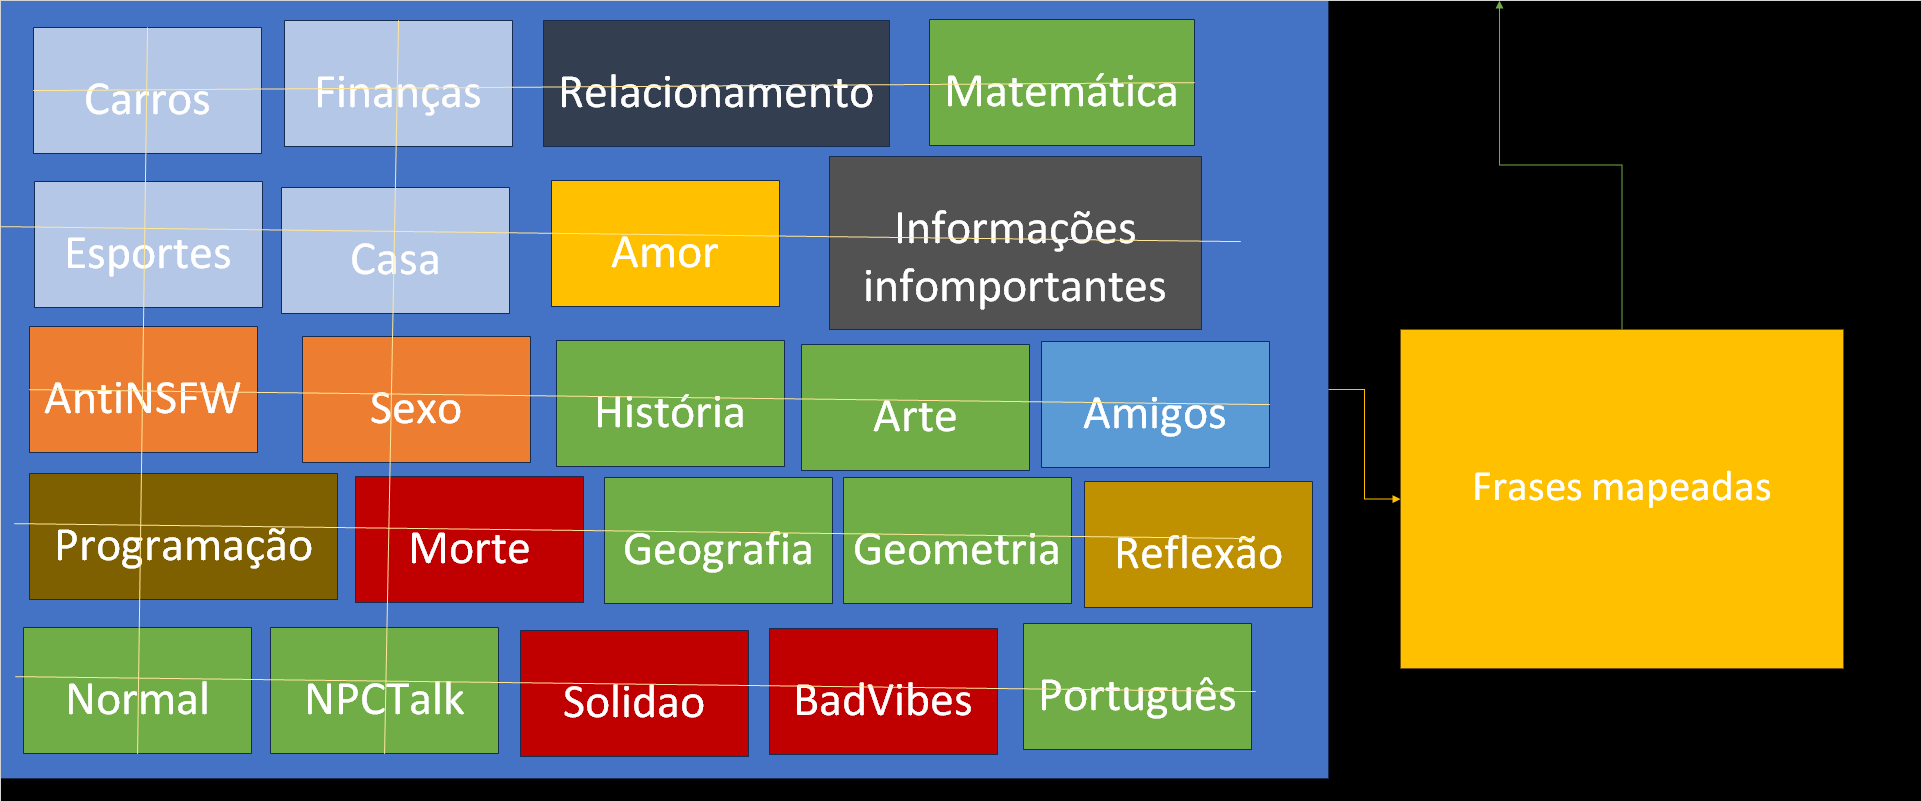 Carros
Finanças
Relacionamento
Matemática
Esportes
Casa
Amor
Informações
infomportantes
AntiNSFW
Sexo
História
Arte
Amigos
Programação
Morte
Geografia
Geometria
Reflexão
Normal
NPCTalk
Solidao
BadVibes
Português
Frases mapeadas